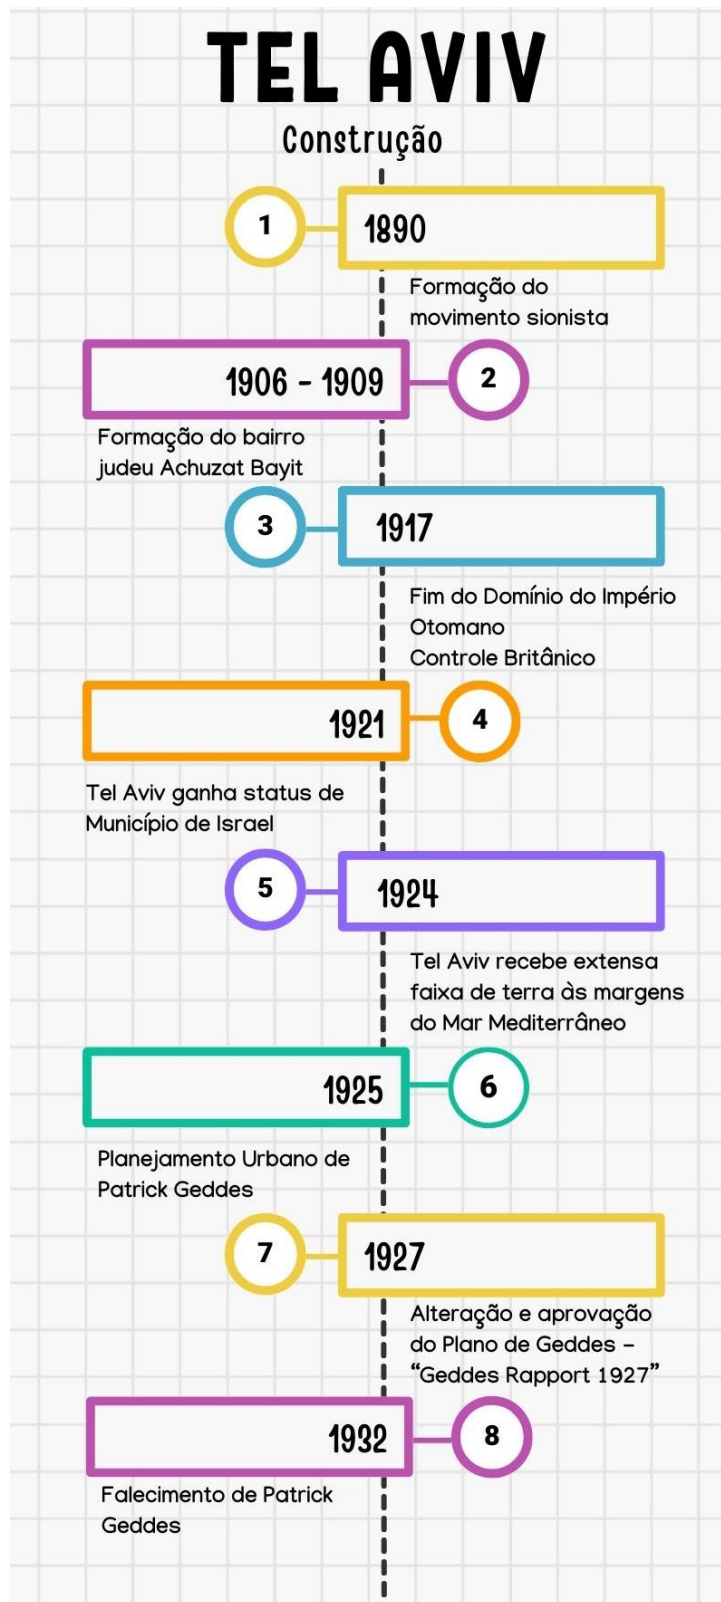 TEL AVIV
Construção
1
1890
Formação do
movimento sionista
1906 - 1909
2
Formação do bairro
judeu Achuzat Bayit
3
1917
Fim do Domínio do Império
Otomano
Controle Britânico
1921
4
Tel Aviv ganha status de
Município de Israel
5
1924
Tel Aviv recebe extensa
faixa de terra às margens
do Mar Mediterrâneo
1925
6
Planejamento Urbano de
Patrick Geddes
7
1927
Alteração e aprovação
do Plano de Geddes –
“Geddes Rapport 1927”
1932
8
Falecimento de Patrick
Geddes